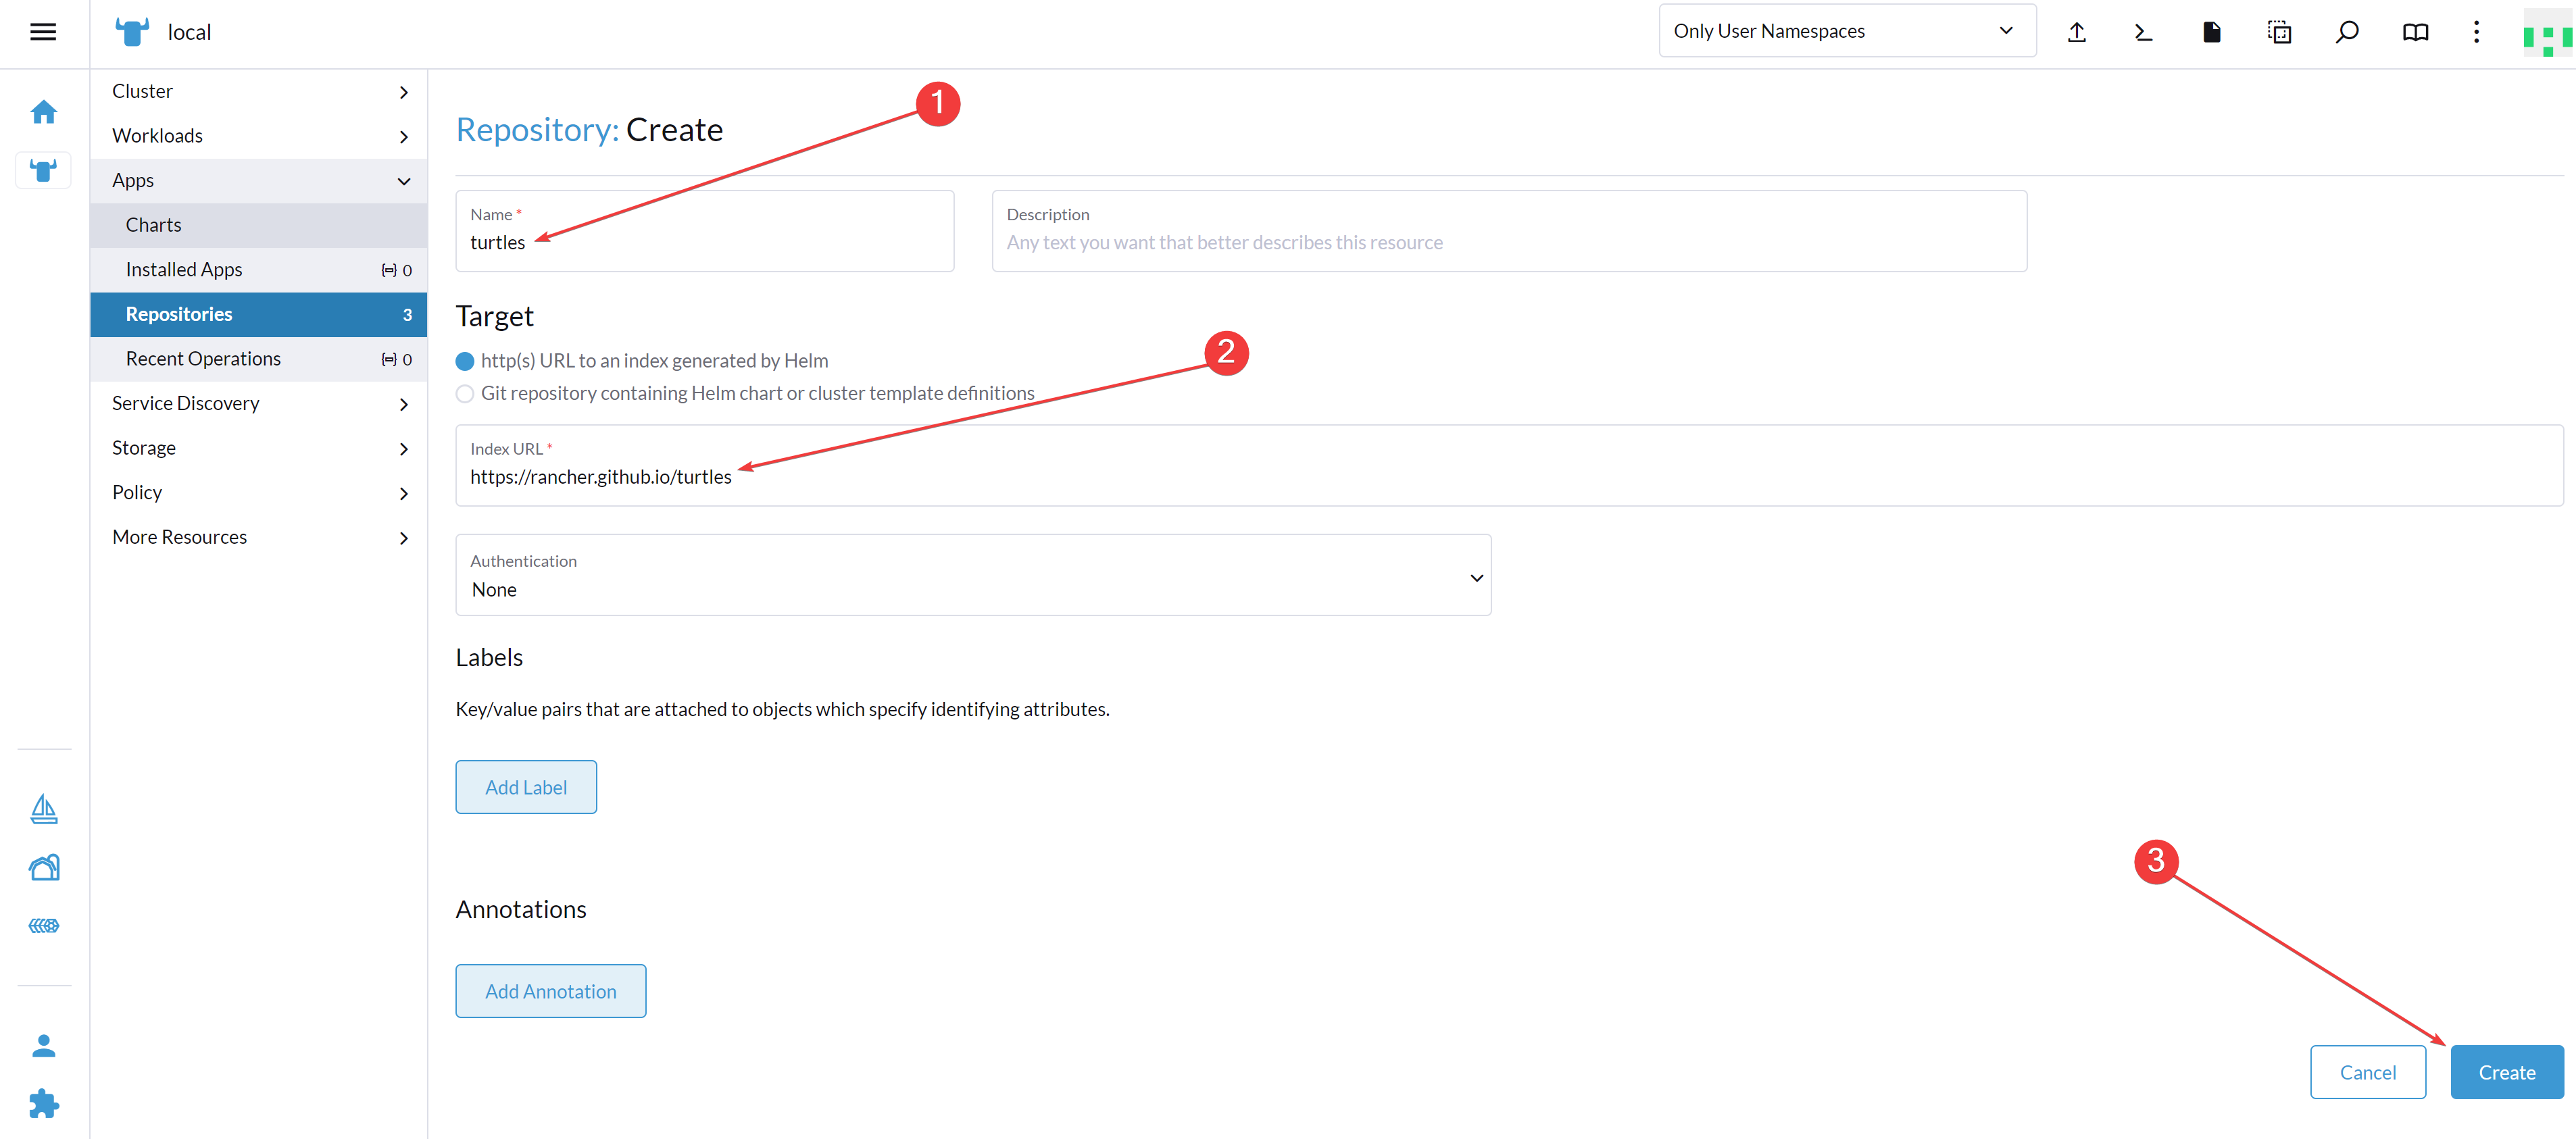 local
Only User Namespaces
Cluster
Workloads
Apps
Charts
Installed Apps 0
Repositories 3
Recent Operations 0
Service Discovery
Storage
Policy
More Resources
1
Repository: Create
Name *
turtles
Description
Any text you want that better describes this resource
Target
2
http(s) URL to an index generated by Helm
Git repository containing Helm chart or cluster template definitions
Index URL *
https://rancher.github.io/turtles
Authentication
None
Labels
Key/value pairs that are attached to objects which specify identifying attributes.
Add Label
3
Annotations
Add Annotation
Cancel
Create